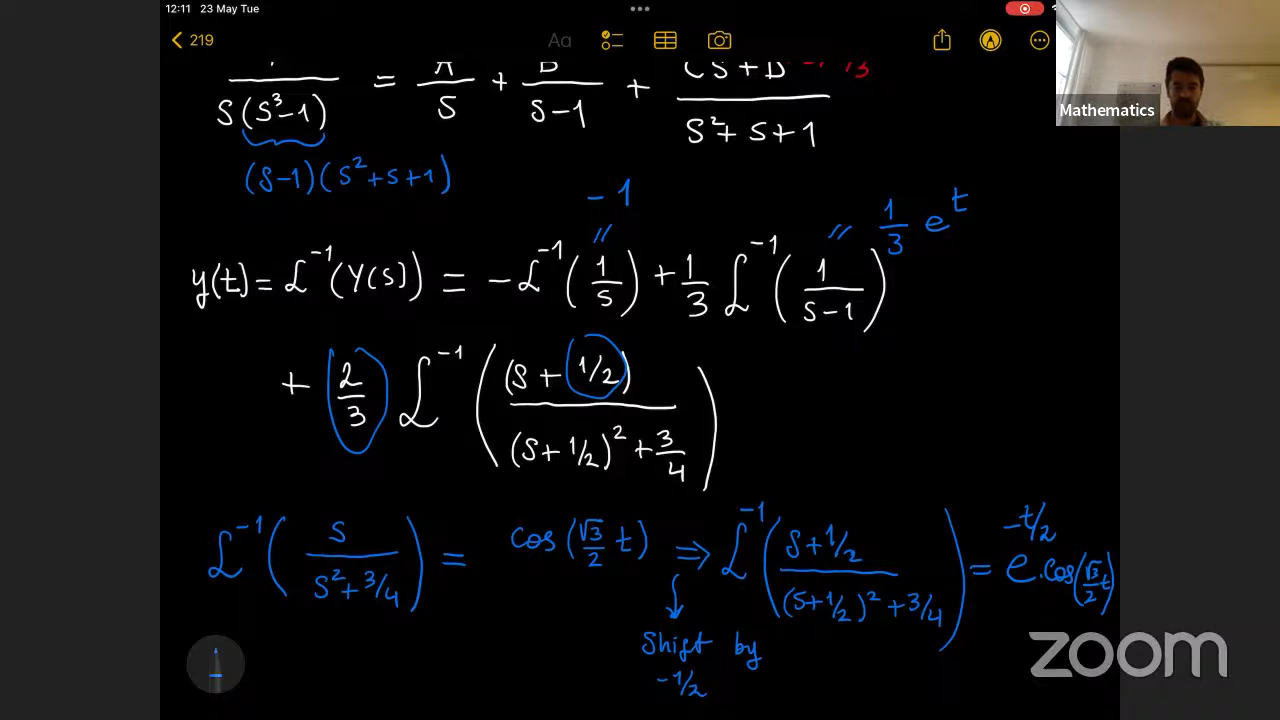 12:11 23 May Tue
219
Aa
Mathematics
S(S³-1) = A/S + B/S-1 + CS+D/S²+S+1
(S-1)(S²+S+1)
-1
// // 1/3 e^t
y(t) = ℒ⁻¹(Y(s)) = -ℒ⁻¹(1/S) + 1/3 ℒ⁻¹(1/S-1)
+ 2/3 ℒ⁻¹((S + 1/2)/(S+1/2)² + 3/4)
ℒ⁻¹(S/S²+3/4) = cos(√3/2 t) ⇒ ℒ⁻¹(S+1/2/(S+1/2)²+3/4) = e^-t/2 · cos(√3/2 t)
Shift by
-1/2
zoom